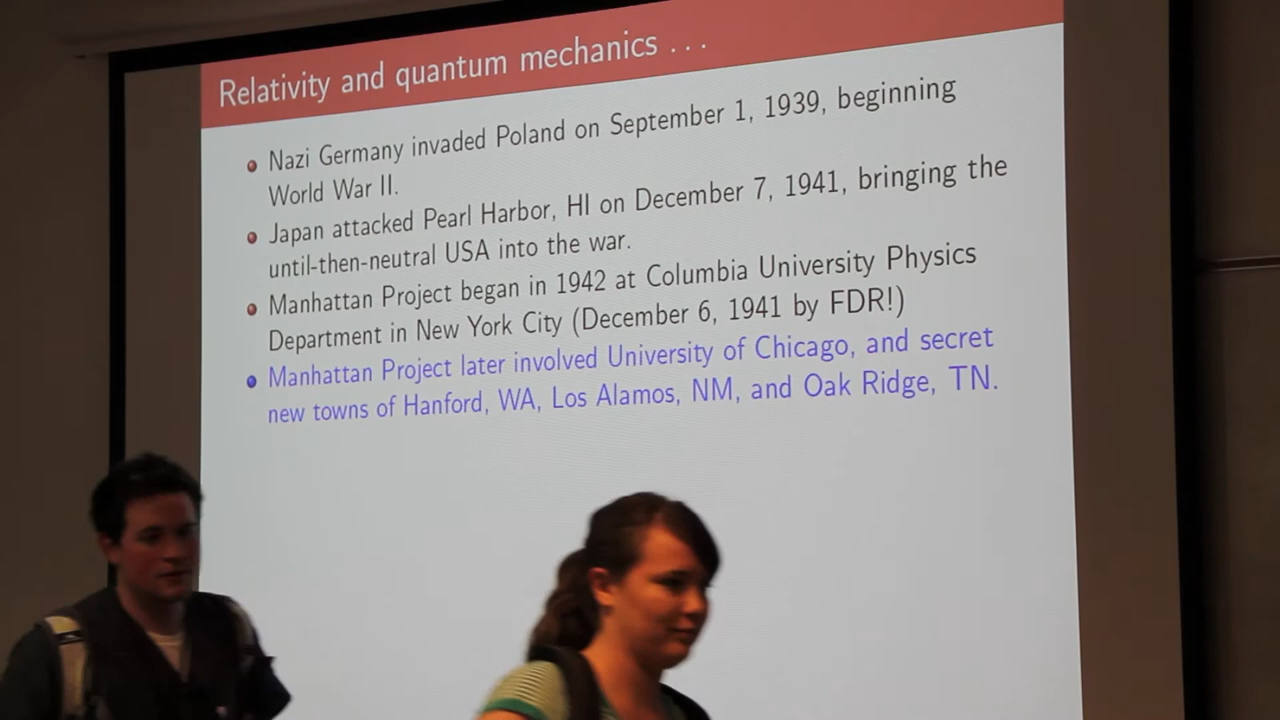 Relativity and quantum mechanics . . .
Nazi Germany invaded Poland on September 1, 1939, beginning
World War II.
Japan attacked Pearl Harbor, HI on December 7, 1941, bringing the
until-then-neutral USA into the war.
Manhattan Project began in 1942 at Columbia University Physics
Department in New York City (December 6, 1941 by FDR!)
Manhattan Project later involved University of Chicago, and secret
new towns of Hanford, WA, Los Alamos, NM, and Oak Ridge, TN.